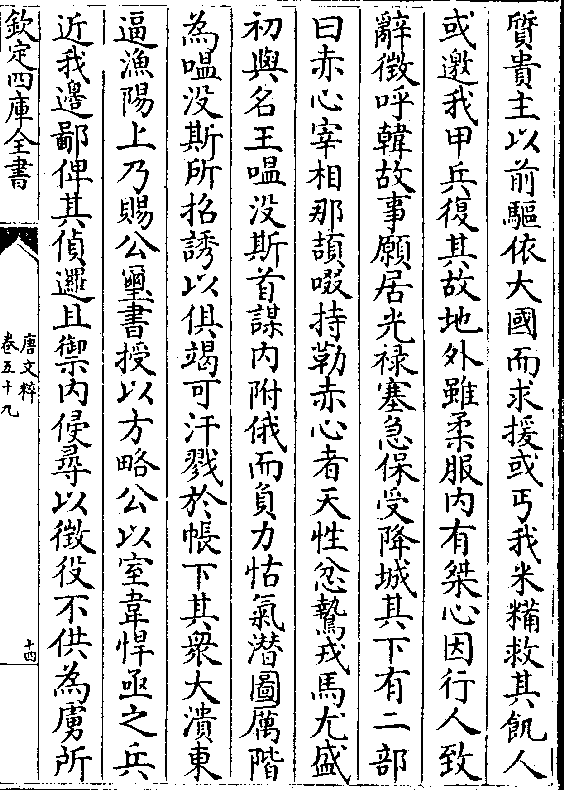 質貴主以前驅依大國而求援或丐我米糒救其飢人
或邀我甲兵復其故地外雖柔服内有桀心因行人致
辭徵呼韓故事願居光禄塞急保受降城其下有二部
曰赤心宰相那頡啜持勒赤心者天性忿鷙戎馬尤盛
初與名王嗢没斯首謀内附俄而負力怙氣潜圖厲階
為嗢没斯所招誘以俱竭可汗戮於帳下其衆大潰東
逼漁陽上乃賜公璽書授以方略公以室韋悍亟之兵
近我邊鄙俾其偵邏且禦内侵尋以徵役不供為虜所
欽定四庫全書
唐文粹
卷五十九
十四